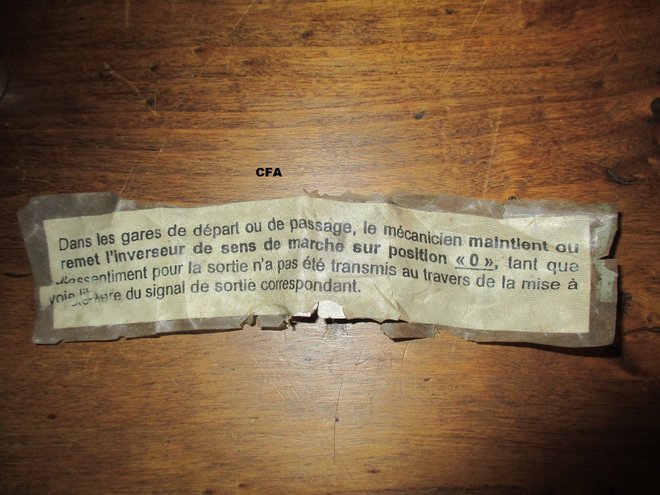 CFA
Dans les gares de départ ou de passage, le mécanicien maintient ou
remet l'inverseur de sens de marche sur position « 0 », tant que
l'assentiment pour la sortie n'a pas été transmis au travers de la mise à
voie libre du signal de sortie correspondant.